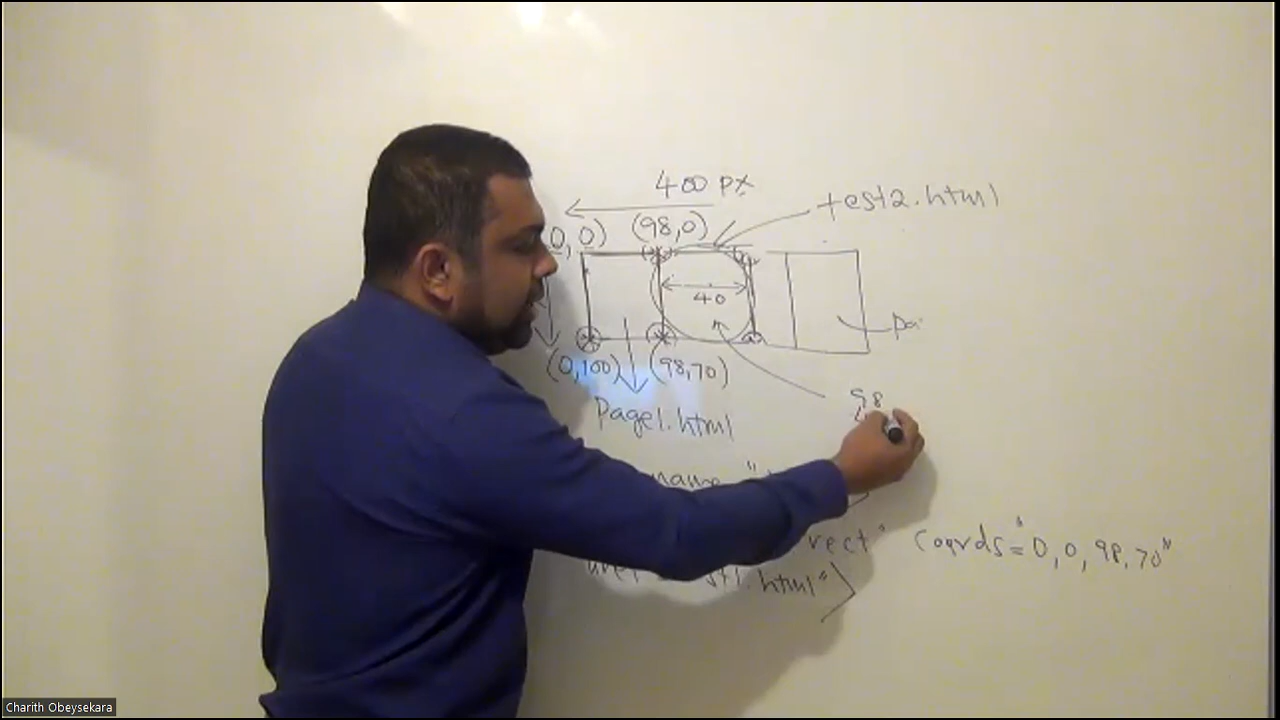 400 px
test2.html
0, 0) (98,0)
40
(0,100) (98,70)
98
Page1.html
rect" coords="0,0,98,70"
.html"
Charith Obeysekara